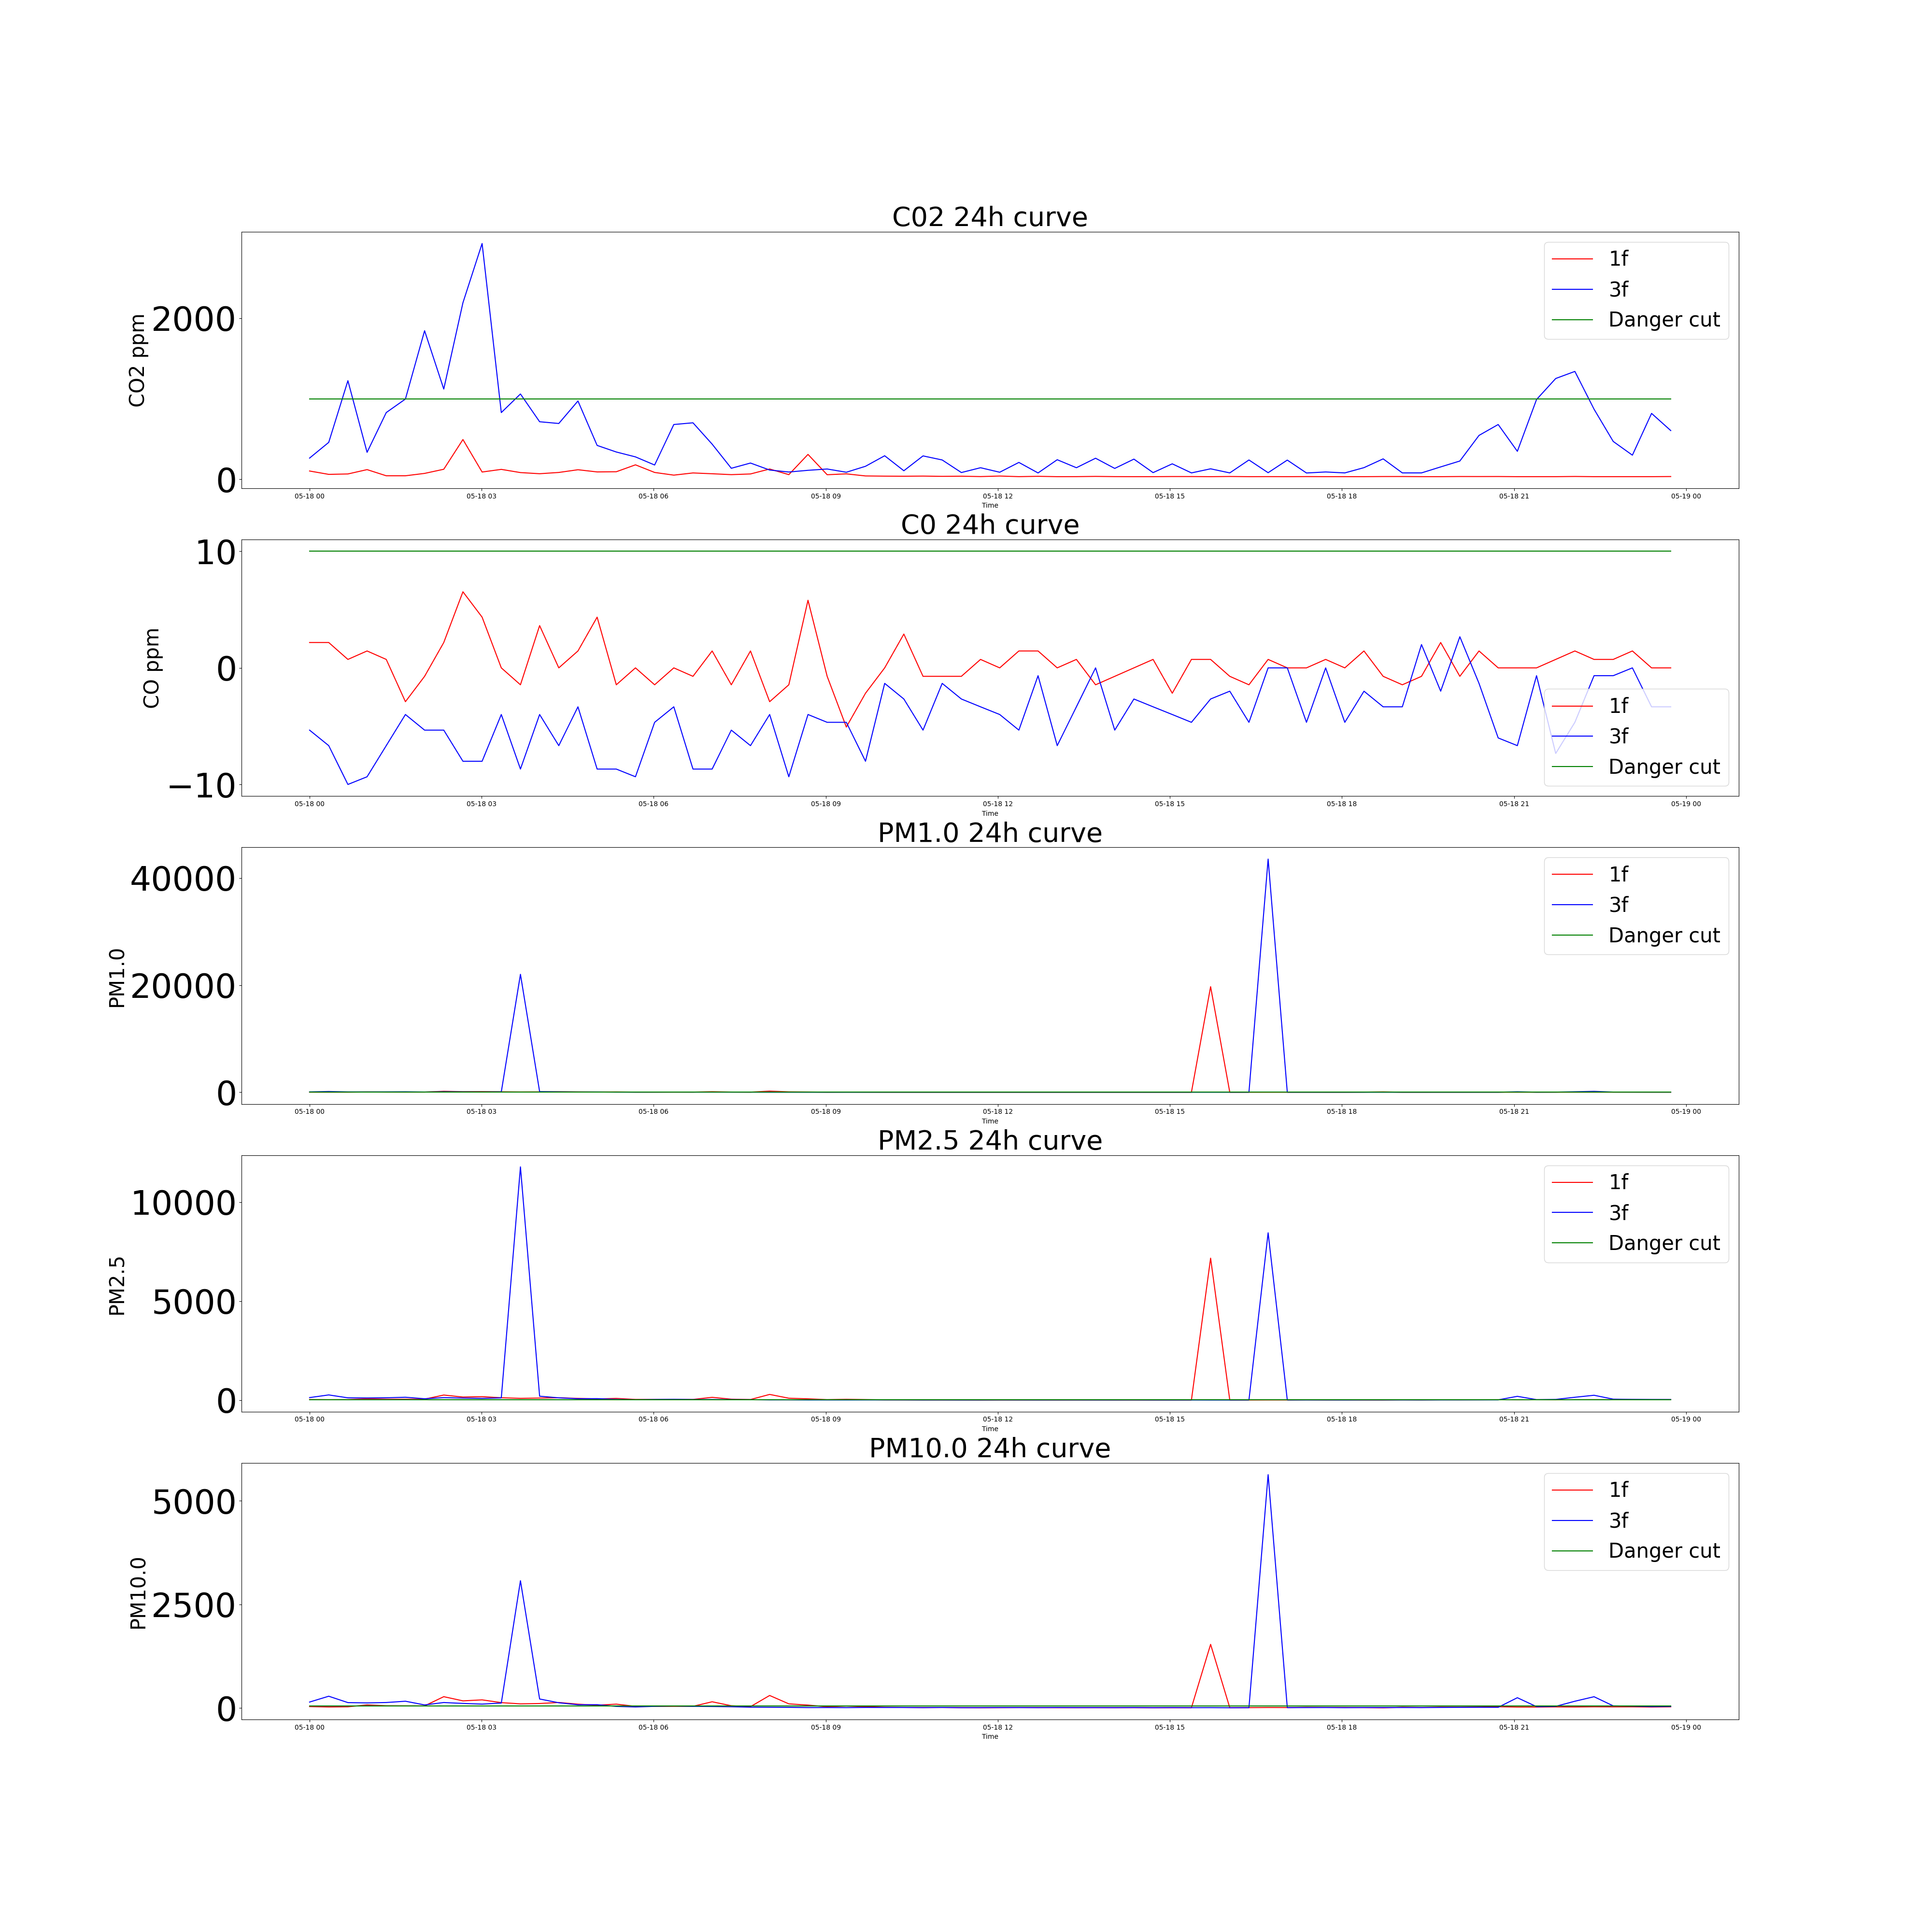 C02 24h curve
CO2 ppm
2000
0
1f
3f
Danger cut
05-18 00 05-18 03 05-18 06 05-18 09 05-18 12 05-18 15 05-18 18 05-18 21 05-19 00
Time
C0 24h curve
CO ppm
10
0
−10
1f
3f
Danger cut
05-18 00 05-18 03 05-18 06 05-18 09 05-18 12 05-18 15 05-18 18 05-18 21 05-19 00
Time
PM1.0 24h curve
PM1.0
40000
20000
0
1f
3f
Danger cut
05-18 00 05-18 03 05-18 06 05-18 09 05-18 12 05-18 15 05-18 18 05-18 21 05-19 00
Time
PM2.5 24h curve
PM2.5
10000
5000
0
1f
3f
Danger cut
05-18 00 05-18 03 05-18 06 05-18 09 05-18 12 05-18 15 05-18 18 05-18 21 05-19 00
Time
PM10.0 24h curve
PM10.0
5000
2500
0
1f
3f
Danger cut
05-18 00 05-18 03 05-18 06 05-18 09 05-18 12 05-18 15 05-18 18 05-18 21 05-19 00
Time